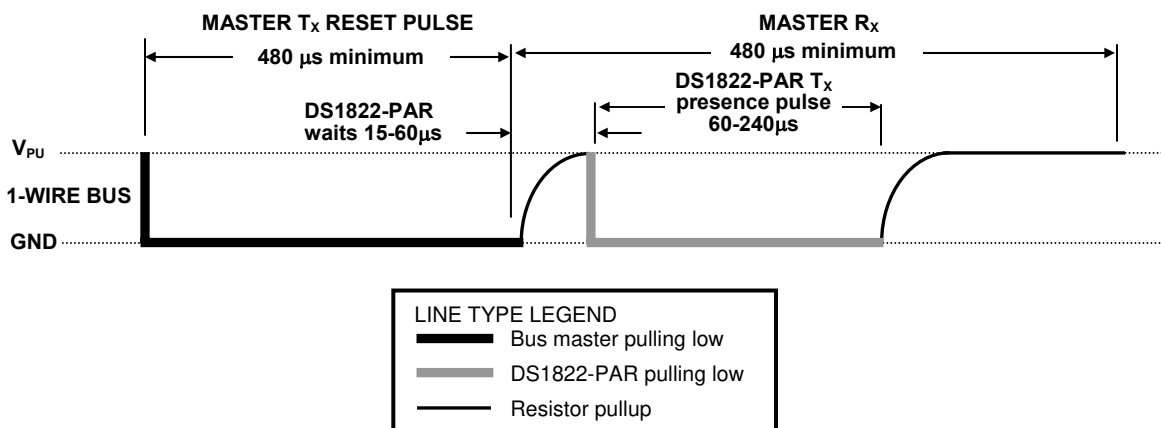 MASTER TX RESET PULSE
480 μs minimum
MASTER RX
480 μs minimum
DS1822-PAR
waits 15-60μs
DS1822-PAR TX
presence pulse
60-240μs
VPU
1-WIRE BUS
GND
LINE TYPE LEGEND
Bus master pulling low
DS1822-PAR pulling low
Resistor pullup